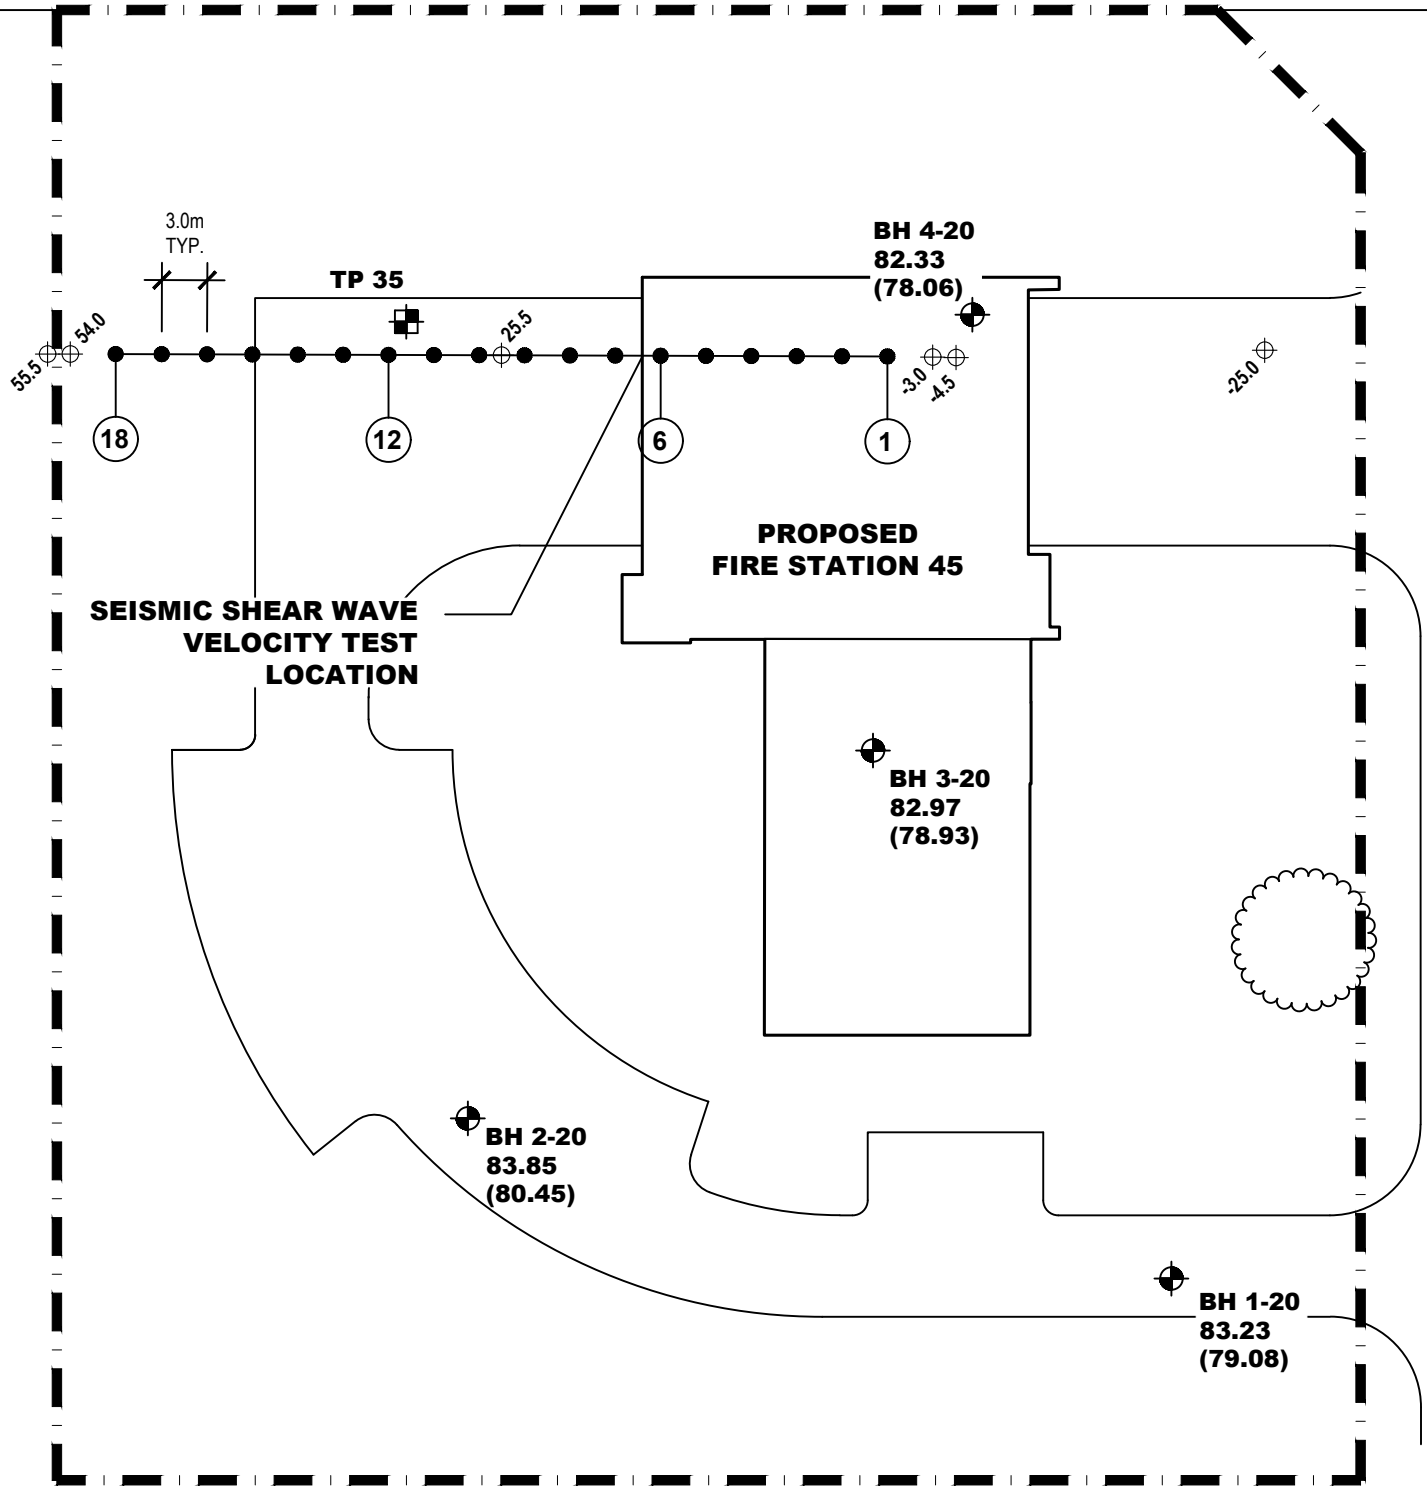 3.0m
TYP.
TP 35
BH 4-20
82.33
(78.06)
55.5
54.0
25.5
-3.0
-4.5
-25.0
18
12
6
1
PROPOSED
FIRE STATION 45
SEISMIC SHEAR WAVE
VELOCITY TEST
LOCATION
BH 3-20
82.97
(78.93)
BH 2-20
83.85
(80.45)
BH 1-20
83.23
(79.08)